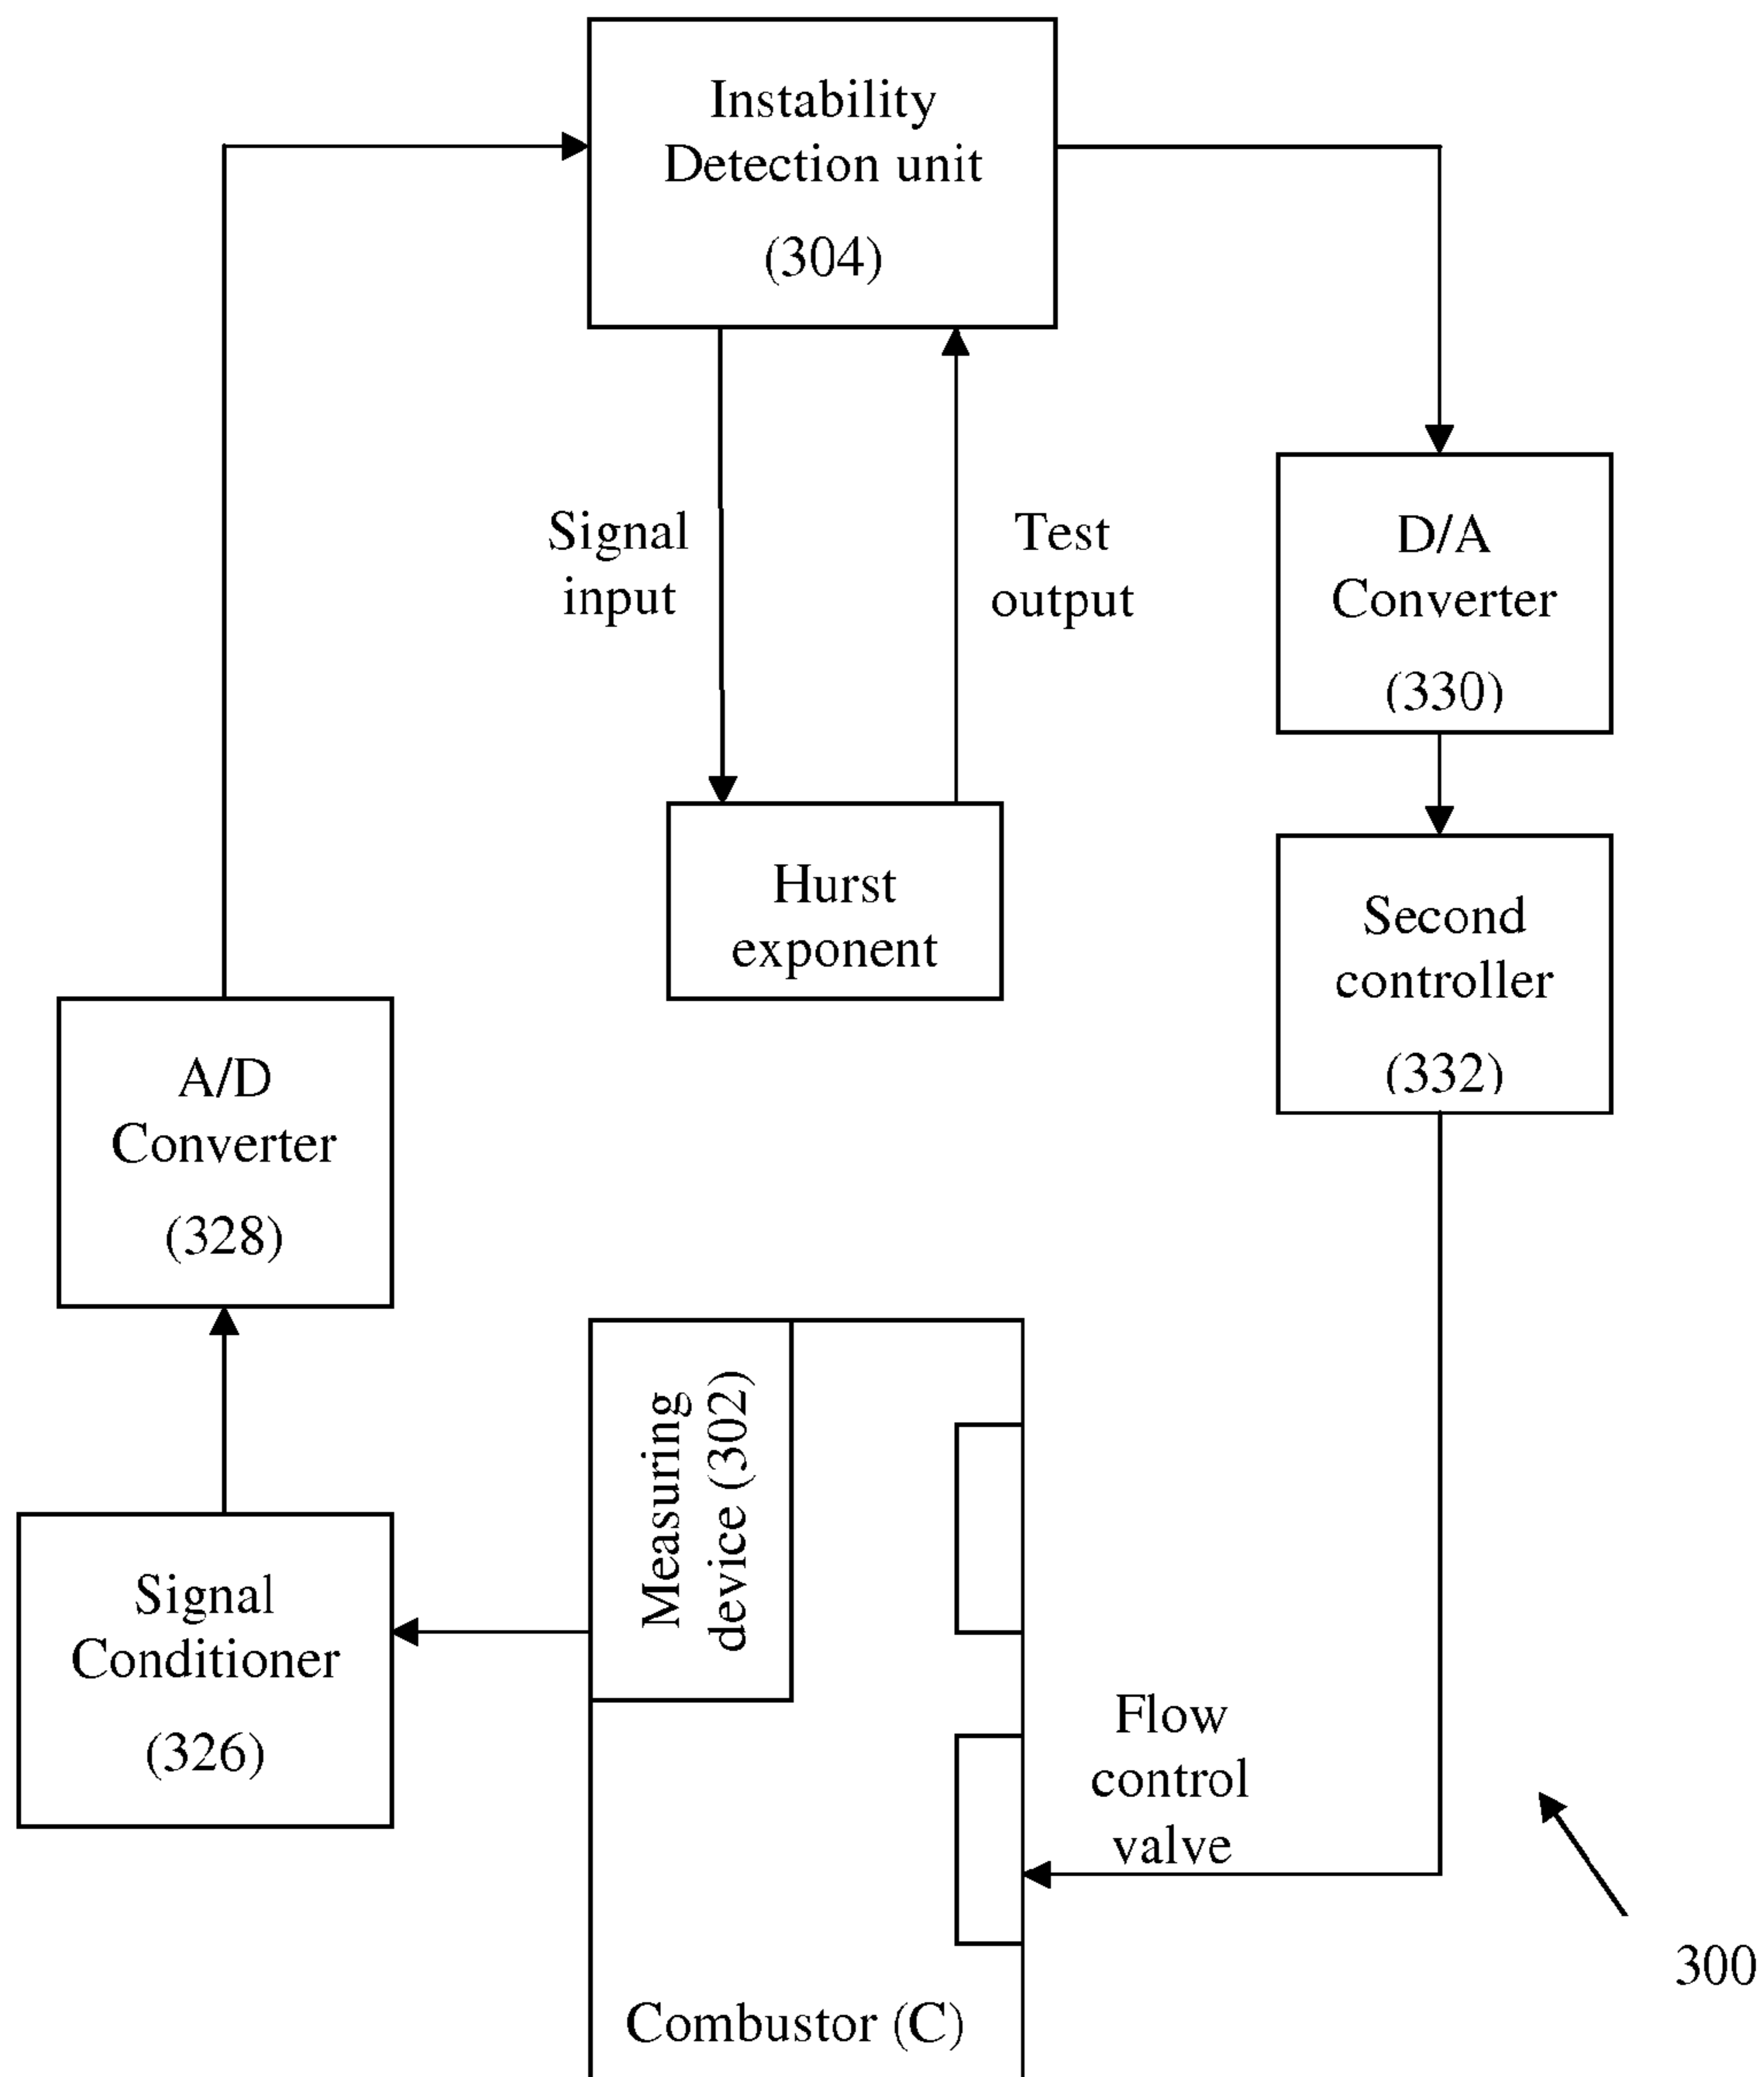 Instability
Detection unit
(304)
Signal
input
Test
output
D/A
Converter
(330)
Hurst
exponent
Second
controller
(332)
A/D
Converter
(328)
Measuring
device (302)
Signal
Conditioner
(326)
Flow
control
valve
300
Combustor (C)